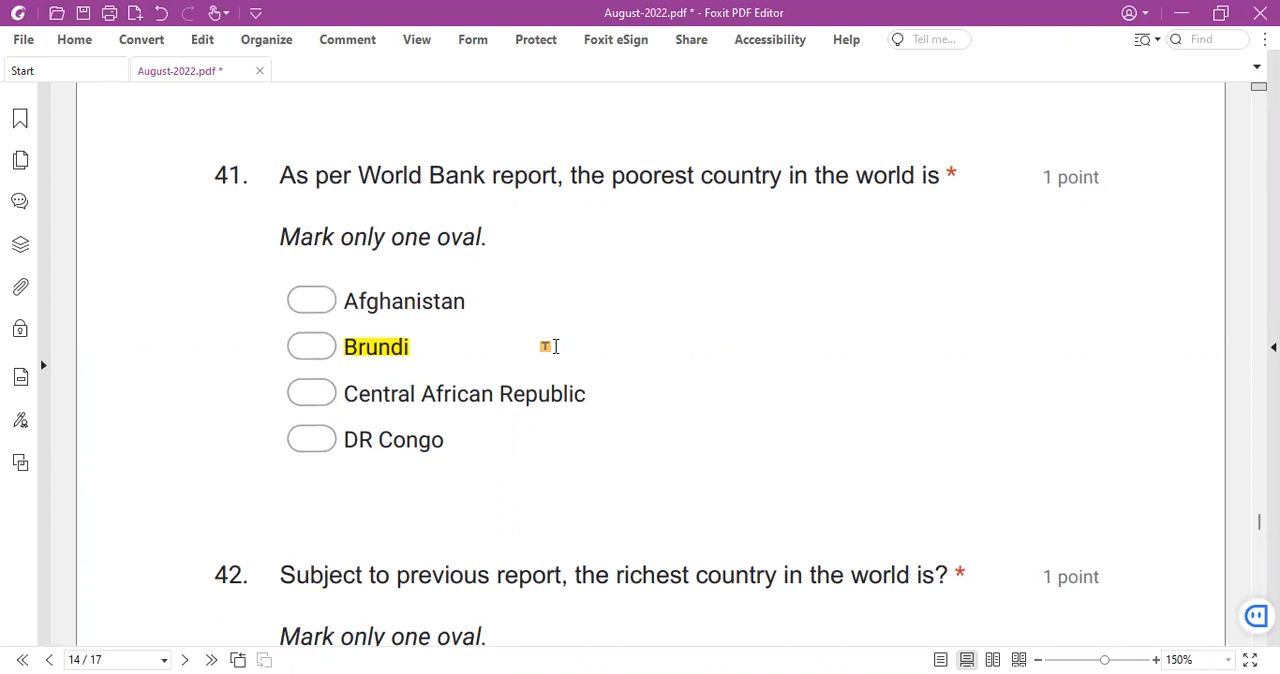 August-2022.pdf * - Foxit PDF Editor
File Home Convert Edit Organize Comment View Form Protect Foxit eSign Share Accessibility Help Tell me... Find
Start August-2022.pdf *
41. As per World Bank report, the poorest country in the world is * 1 point
Mark only one oval.
Afghanistan
Brundi
T
Central African Republic
DR Congo
42. Subject to previous report, the richest country in the world is? * 1 point
Mark only one oval.
14 / 17 150%